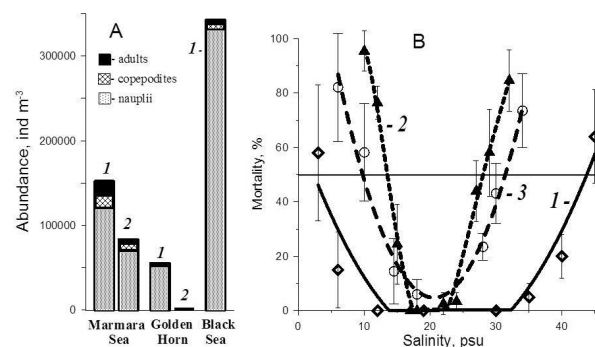 A
B
Abundance, ind m⁻³
300000
200000
100000
0
- adults
- copepodites
- nauplii
1
2
1
2
1-
Marmara Golden Black
Sea Horn Sea
Mortality, %
100
80
60
40
20
0
- 2
- 3
1-
0 10 20 30 40
Salinity, psu